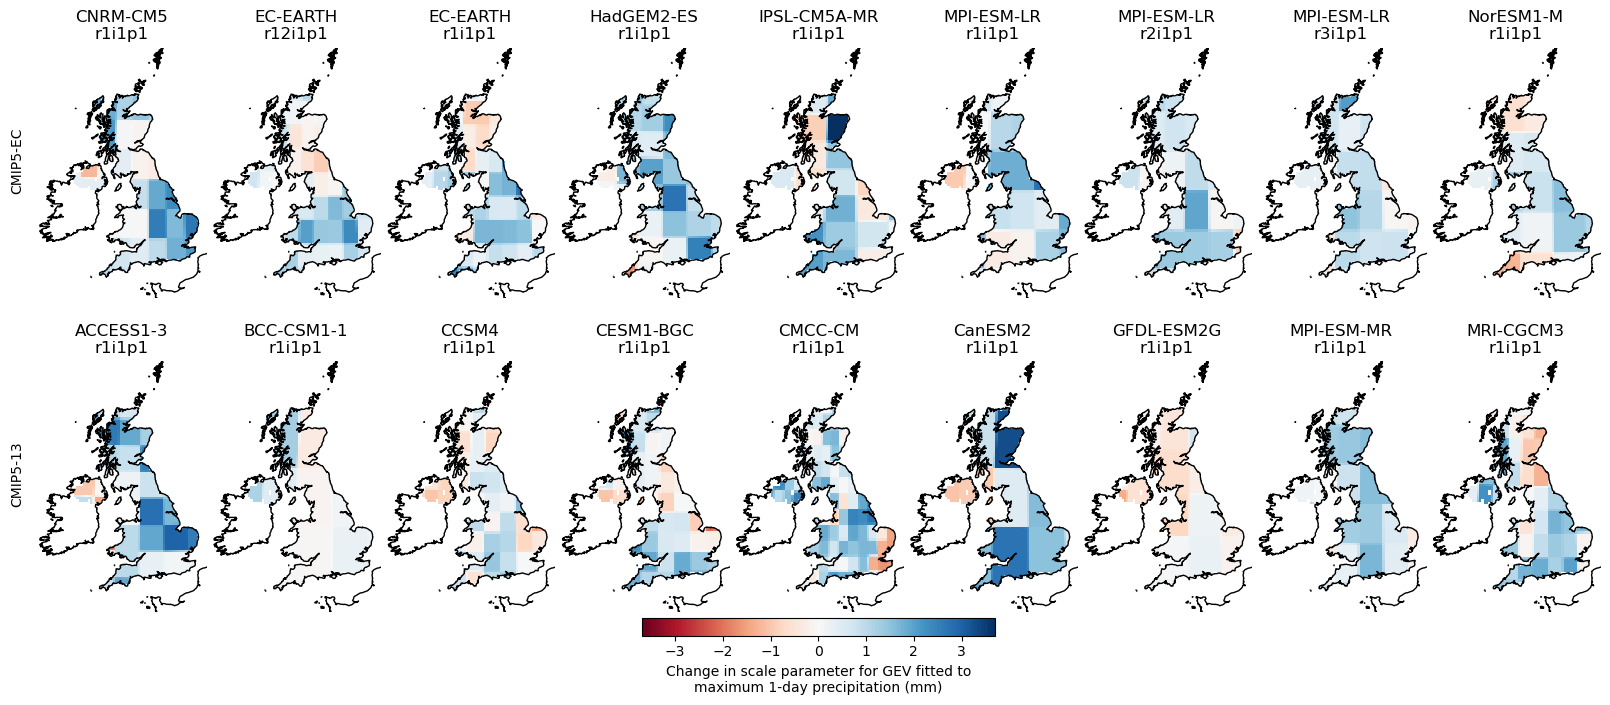 CNRM-CM5 EC-EARTH EC-EARTH HadGEM2-ES IPSL-CM5A-MR MPI-ESM-LR MPI-ESM-LR MPI-ESM-LR NorESM1-M
r1i1p1 r12i1p1 r1i1p1 r1i1p1 r1i1p1 r1i1p1 r2i1p1 r3i1p1 r1i1p1
CMIP5-EC
ACCESS1-3 BCC-CSM1-1 CCSM4 CESM1-BGC CMCC-CM CanESM2 GFDL-ESM2G MPI-ESM-MR MRI-CGCM3
r1i1p1 r1i1p1 r1i1p1 r1i1p1 r1i1p1 r1i1p1 r1i1p1 r1i1p1 r1i1p1
CMIP5-13
−3 −2 −1 0 1 2 3
Change in scale parameter for GEV fitted to
maximum 1-day precipitation (mm)